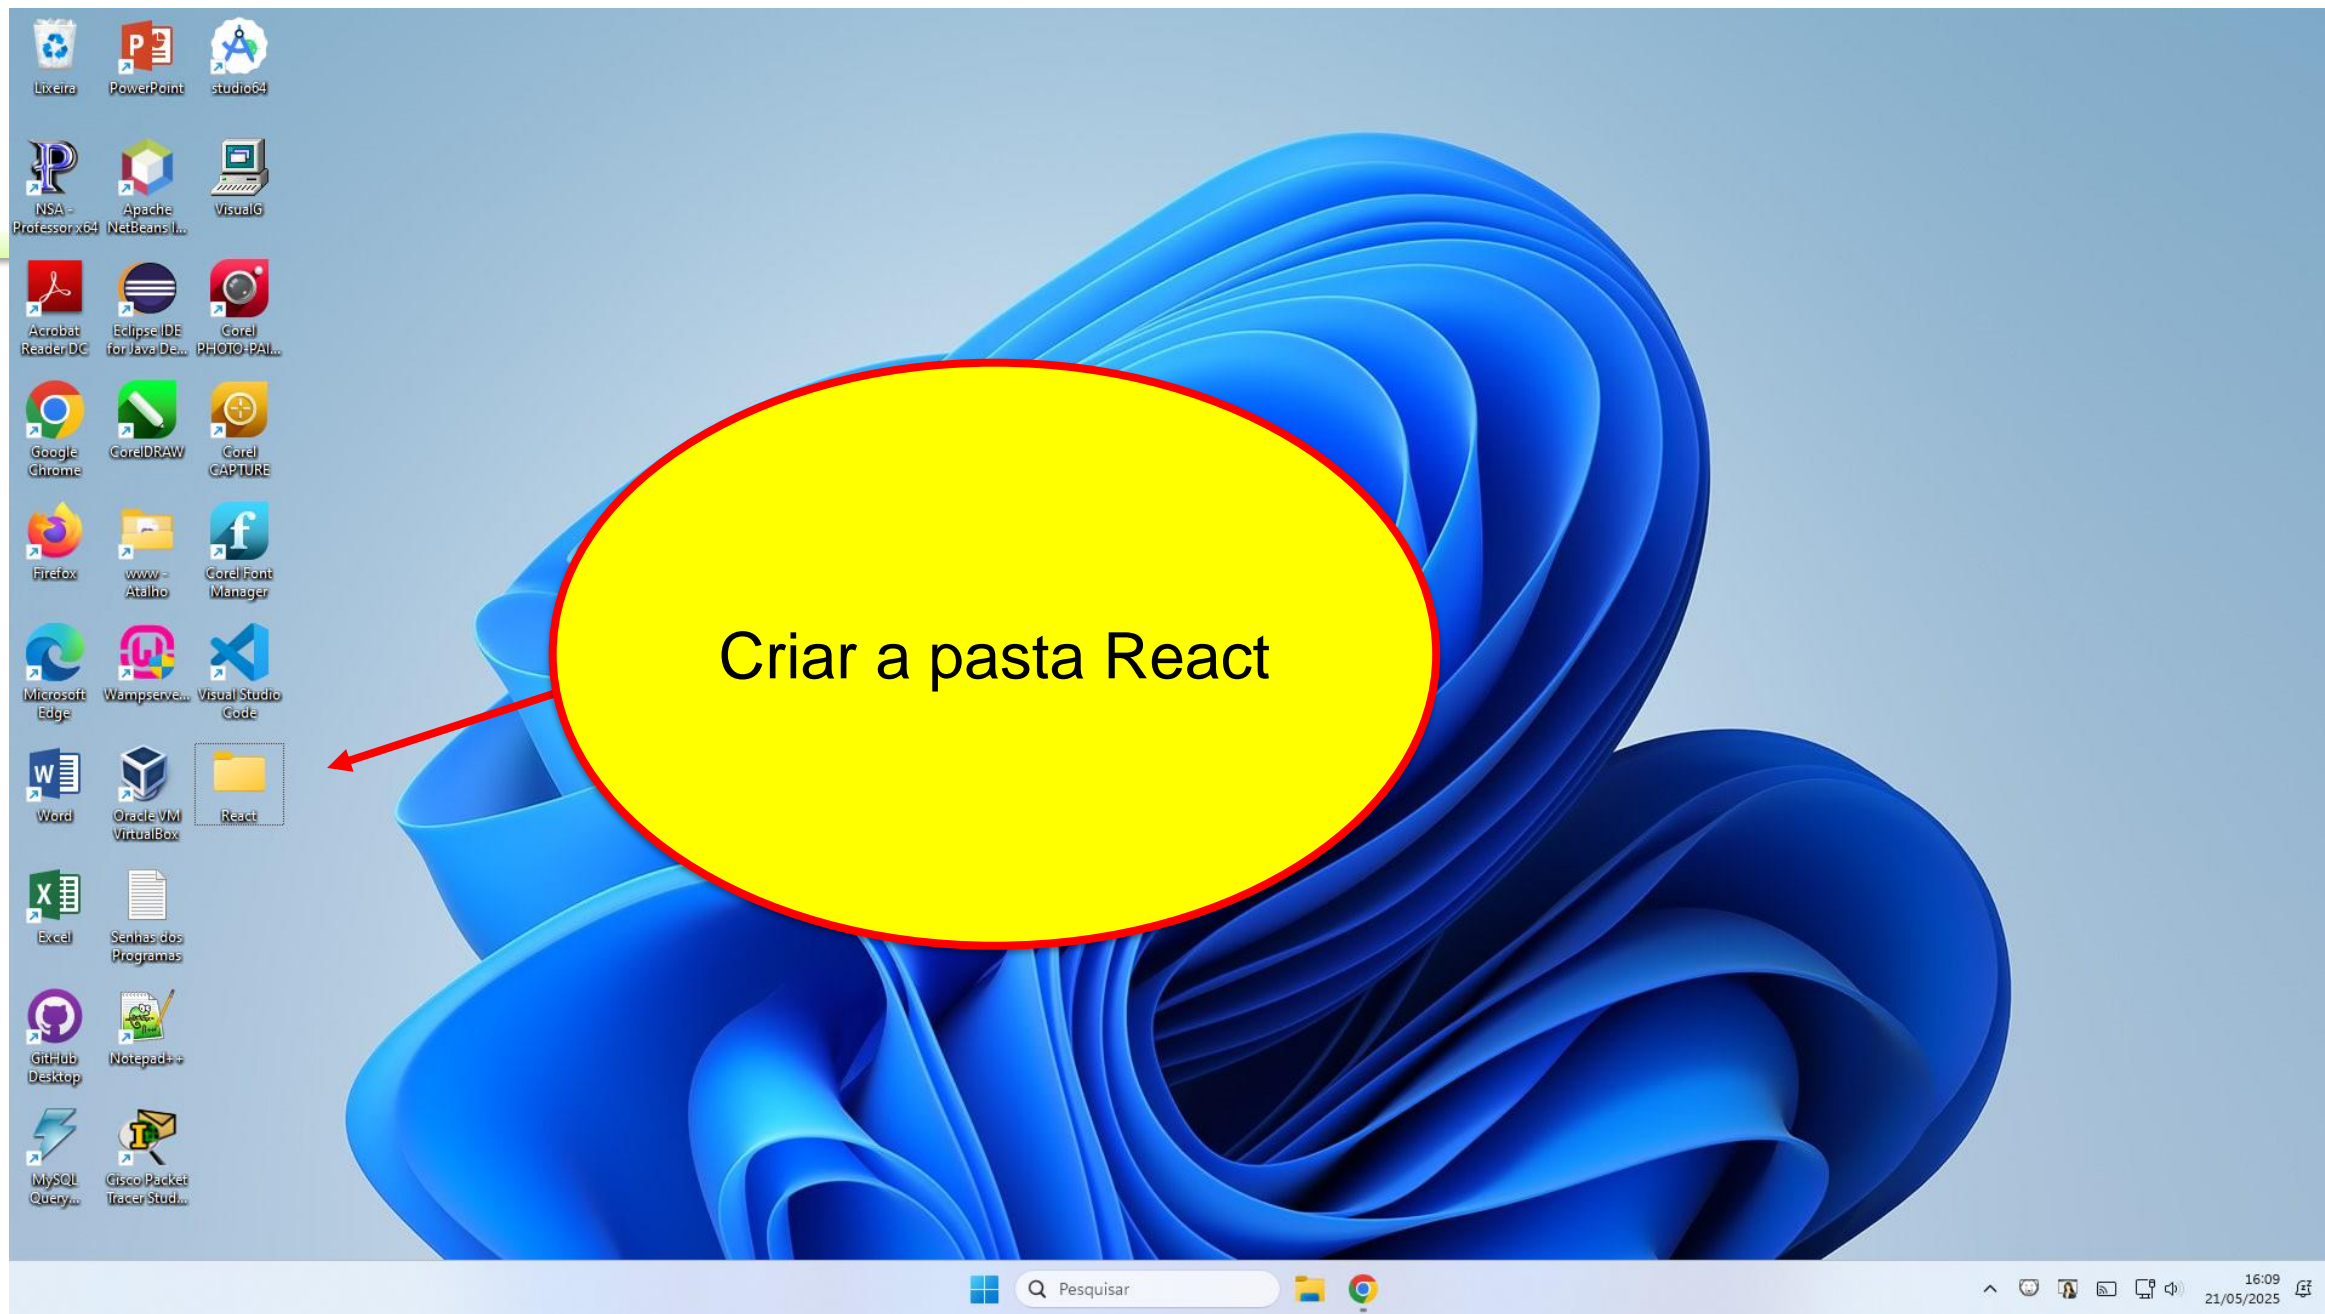 Lixeira
PowerPoint
studio64
NSA -
Professor x64
Apache
NetBeans I...
VisualG
Acrobat
Reader DC
Eclipse IDE
for Java De...
Corel
PHOTO-PAI...
Google
Chrome
CorelDRAW
Corel
CAPTURE
Firefox
www -
Atalho
Corel Font
Manager
Microsoft
Edge
Wampserve...
Visual Studio
Code
Criar a pasta React
Word
Oracle VM
VirtualBox
React
Excel
Senhas dos
Programas
GitHub
Desktop
Notepad++
MySQL
Query...
Cisco Packet
Tracer Stud...
Pesquisar
16:09
21/05/2025